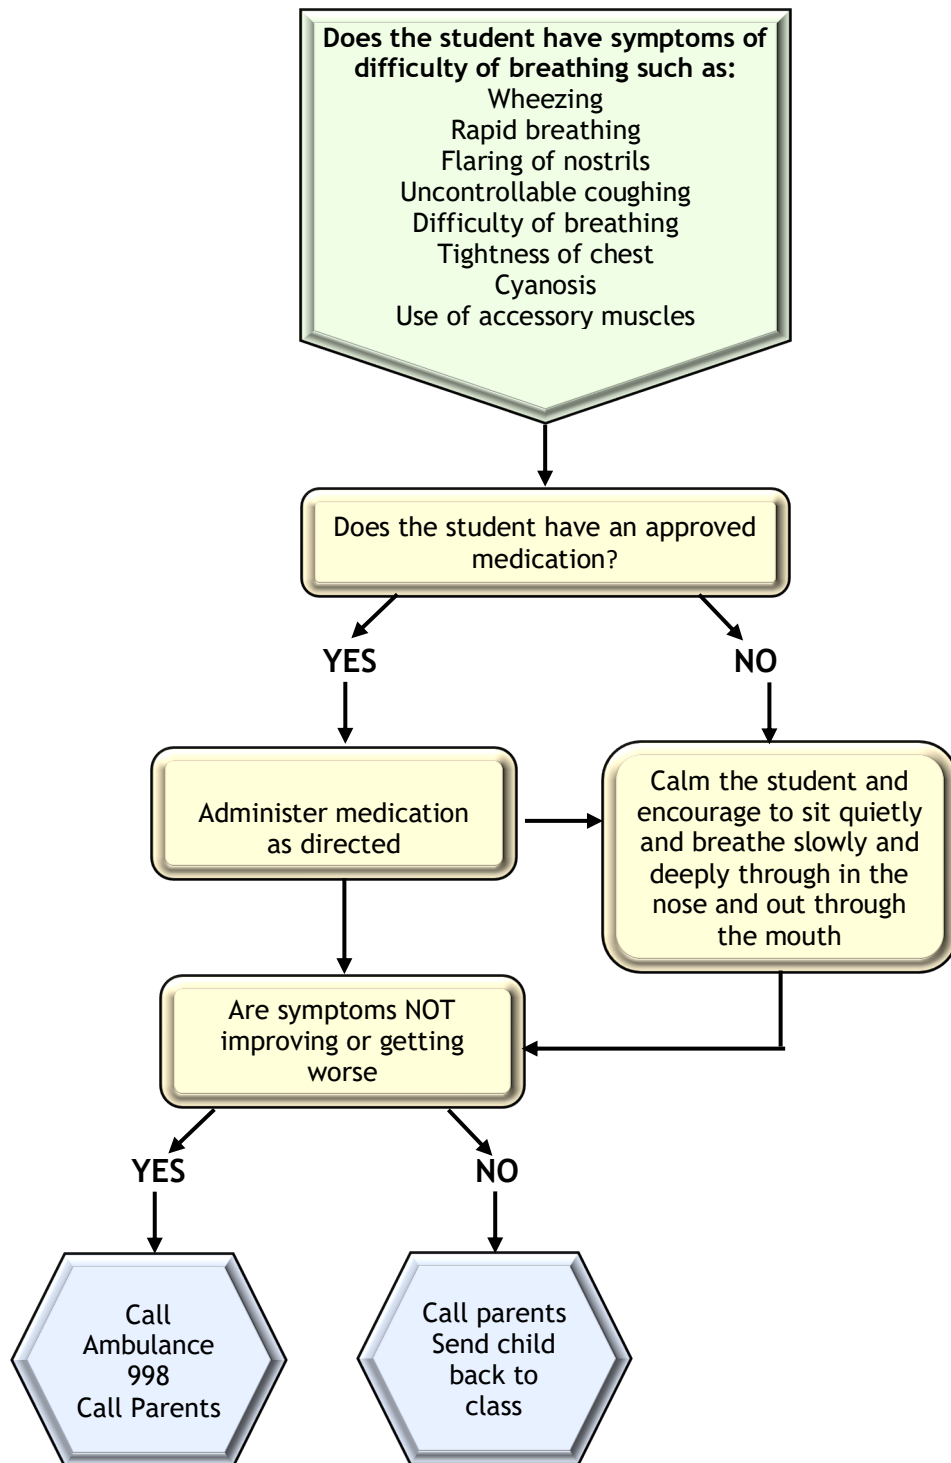 Does the student have symptoms of
difficulty of breathing such as:
Wheezing
Rapid breathing
Flaring of nostrils
Uncontrollable coughing
Difficulty of breathing
Tightness of chest
Cyanosis
Use of accessory muscles
Does the student have an approved
medication?
YES
NO
Administer medication
as directed
Calm the student and
encourage to sit quietly
and breathe slowly and
deeply through in the
nose and out through
the mouth
Are symptoms NOT
improving or getting
worse
YES
NO
Call
Ambulance
998
Call Parents
Call parents
Send child
back to
class